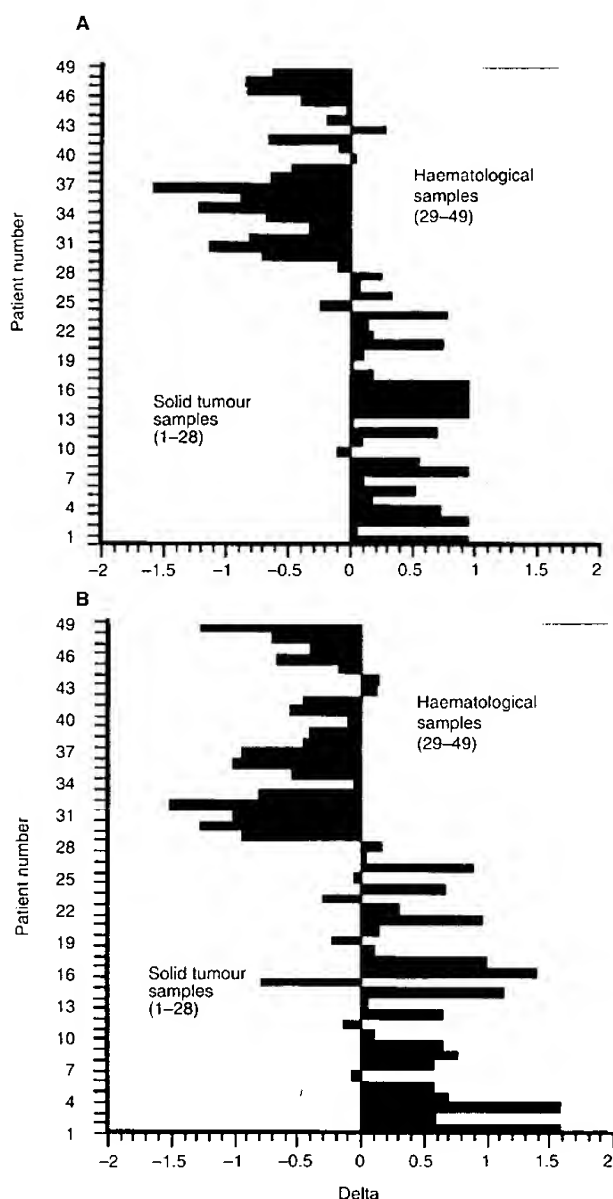 A
49
46
43
40
37
34
31
28
25
22
19
16
13
10
7
4
1
Patient number
Haematological
samples
(29–49)
Solid tumour
samples
(1–28)
−2 −1.5 −1 −0.5 0 0.5 1 1.5 2
B
49
46
43
40
37
34
31
28
25
22
19
16
13
10
7
4
1
Patient number
Haematological
samples
(29–49)
Solid tumour
samples
(1–28)
−2 −1.5 −1 −0.5 0 0.5 1 1.5 2
Delta